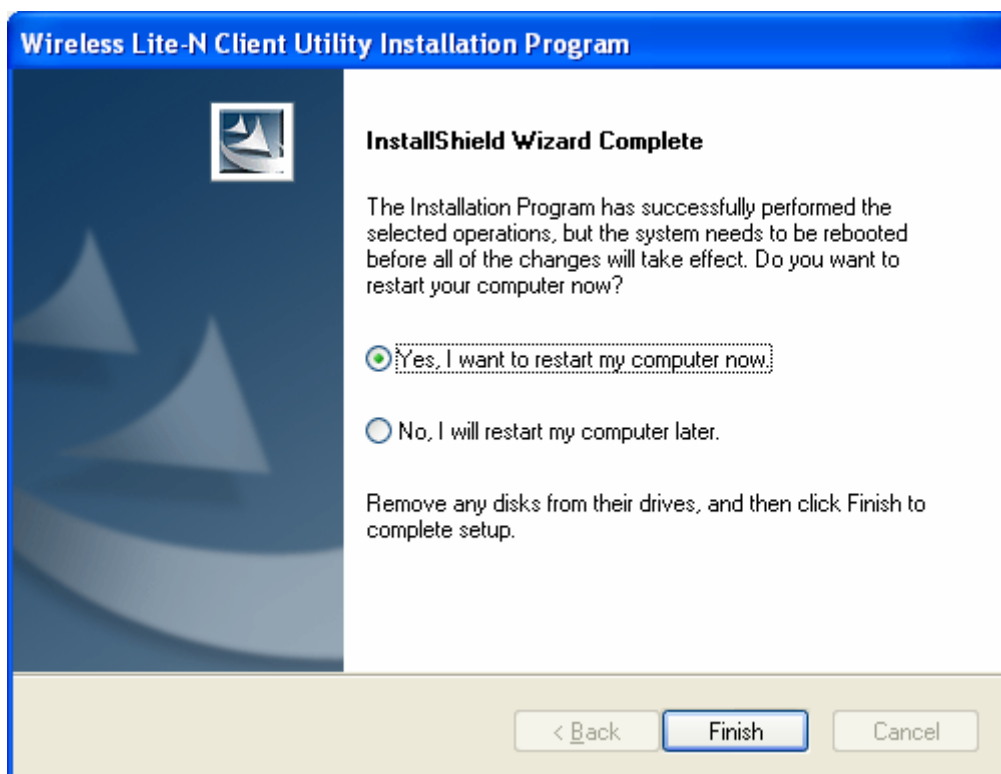 Wireless Lite-N Client Utility Installation Program
InstallShield Wizard Complete
The Installation Program has successfully performed the
selected operations, but the system needs to be rebooted
before all of the changes will take effect. Do you want to
restart your computer now?
Yes, I want to restart my computer now.
No, I will restart my computer later.
Remove any disks from their drives, and then click Finish to
complete setup.
< Back
Finish
Cancel